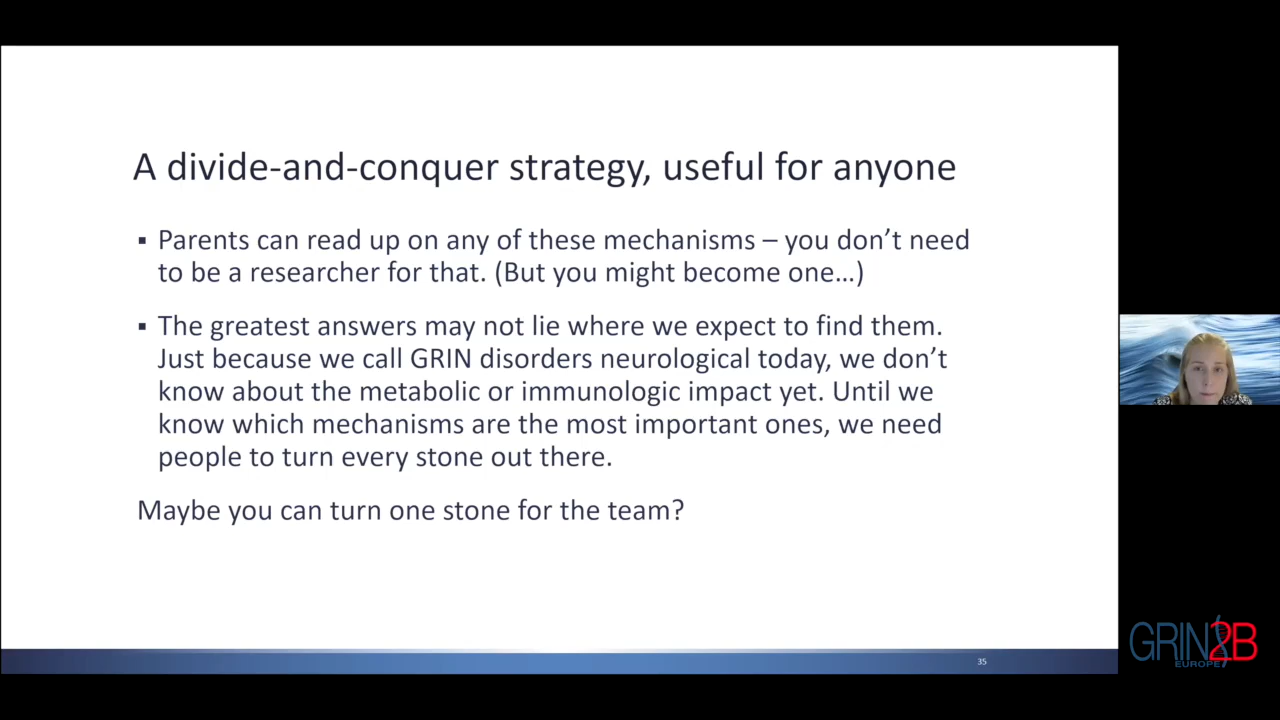 A divide-and-conquer strategy, useful for anyone
▪ Parents can read up on any of these mechanisms – you don't need
to be a researcher for that. (But you might become one...)
▪ The greatest answers may not lie where we expect to find them.
Just because we call GRIN disorders neurological today, we don't
know about the metabolic or immunologic impact yet. Until we
know which mechanisms are the most important ones, we need
people to turn every stone out there.
Maybe you can turn one stone for the team?
35
GRIN2B
EUROPE